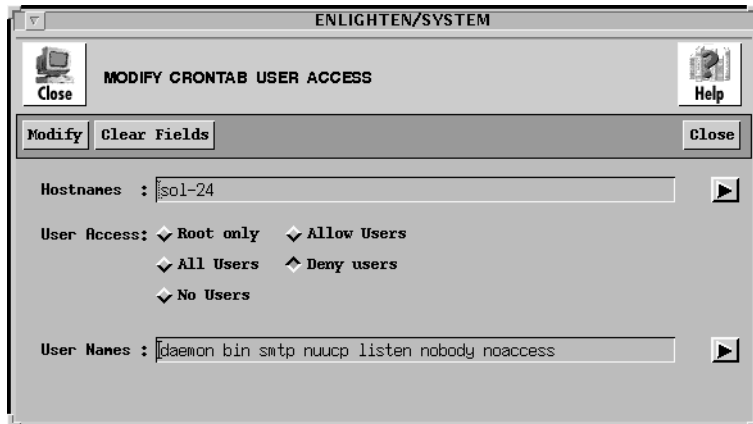 ENLIGHTEN/SYSTEM
Close
MODIFY CRONTAB USER ACCESS
Help
Modify Clear Fields Close
Hostnames : sol-24
User Access: Root only Allow Users
All Users Deny users
No Users
User Names : daemon bin smtp nuucp listen nobody noaccess